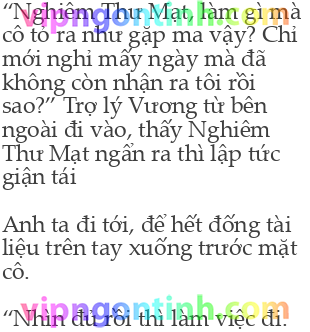 “Nghiêm Thư Mạt, làm gì mà
cô tỏ ra như gặp ma vậy? Chỉ
mới nghỉ mấy ngày mà đã
không còn nhận ra tôi rồi
sao?” Trợ lý Vương từ bên
ngoài đi vào, thấy Nghiêm
Thư Mạt ngẩn ra thì lập tức
giận tái
Anh ta đi tới, để hết đống tài
liệu trên tay xuống trước mặt
cô.
“Nhìn đủ rồi thì làm việc đi.
vipngontinh.com
vipngontinh.com